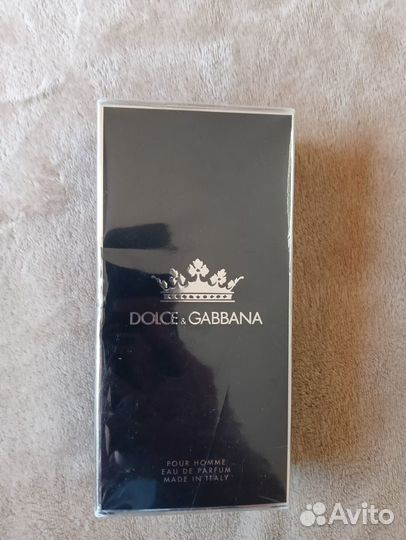 DOLCE & GABBANA
POUR HOMME
EAU DE PARFUM
MADE IN ITALY
Avito